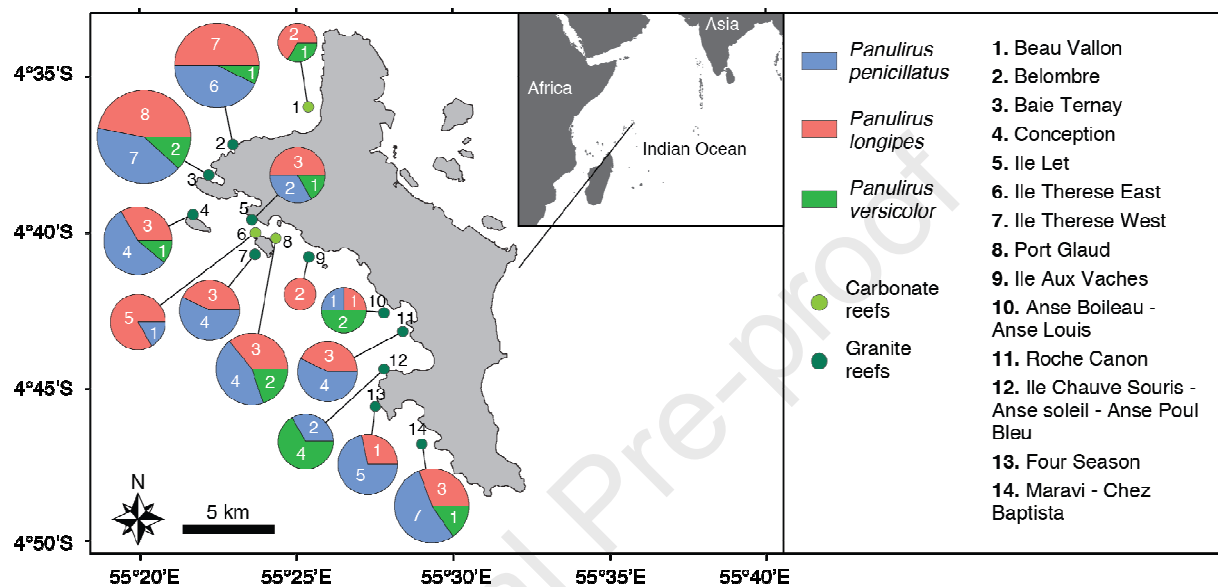 4°35'S
4°40'S
4°45'S
4°50'S
55°20'E
55°25'E
55°30'E
55°35'E
55°40'E
7
1
6
2
1
8
2
7
3
1
2
3
1
4
5
1
3
4
3
2
4
2
1
1
2
3
4
2
4
1
5
3
1
7
1
2
3
4
5
6
7
8
9
10
11
12
13
14
N
5 km
Africa
Asia
Indian Ocean
Panulirus
penicillatus
Panulirus
longipes
Panulirus
versicolor
Carbonate
reefs
Granite
reefs
1. Beau Vallon
2. Belombre
3. Baie Ternay
4. Conception
5. Ile Let
6. Ile Therese East
7. Ile Therese West
8. Port Glaud
9. Ile Aux Vaches
10. Anse Boileau -
Anse Louis
11. Roche Canon
12. Ile Chauve Souris -
Anse soleil - Anse Poul
Bleu
13. Four Season
14. Maravi - Chez
Baptista
al Pre-proof